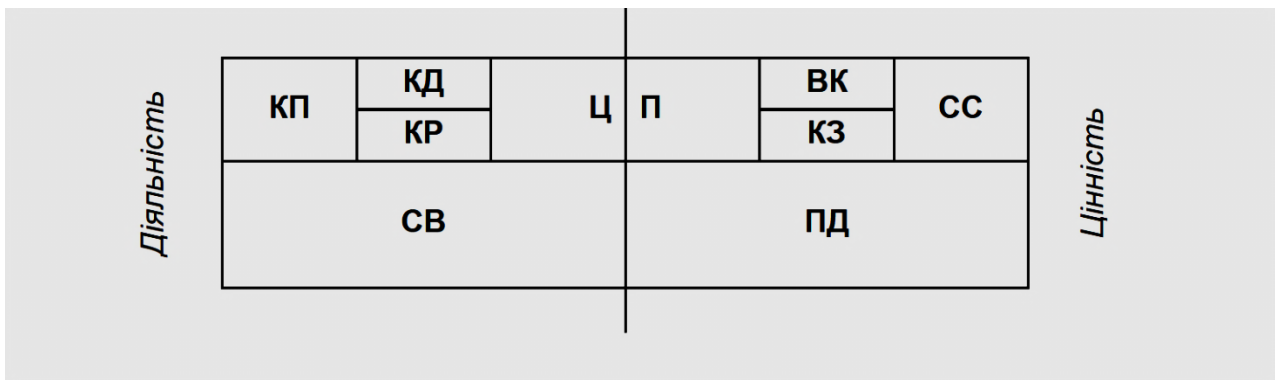 Діяльність
КП
КД
КР
Ц П
ВК
КЗ
СС
СВ
ПД
Цінність